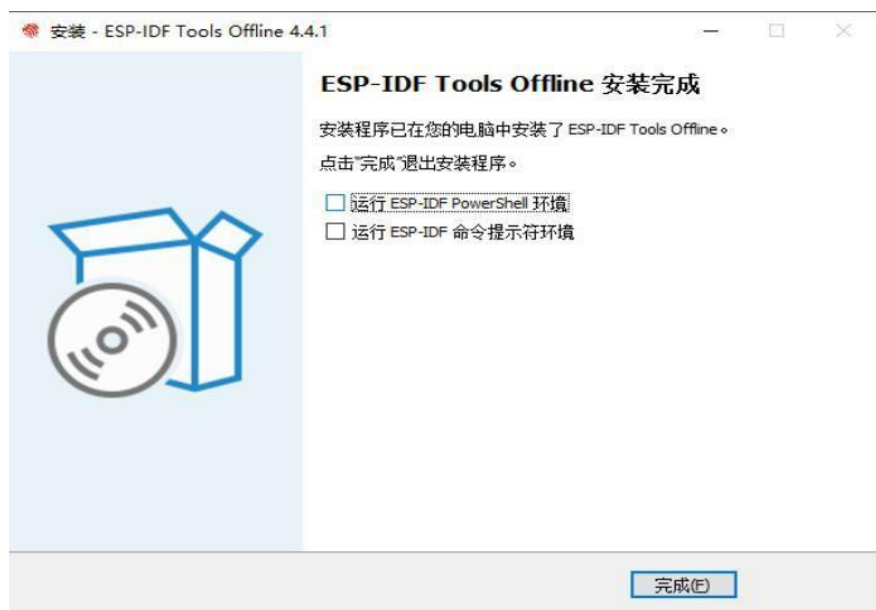 安装 - ESP-IDF Tools Offline 4.4.1
ESP-IDF Tools Offline 安装完成
安装程序已在您的电脑中安装了 ESP-IDF Tools Offline。
点击"完成"退出安装程序。
运行 ESP-IDF PowerShell 环境
运行 ESP-IDF 命令提示符环境
完成(F)